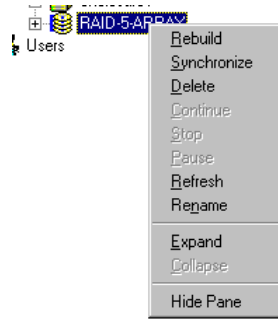 RAID-5-ARRAY
Users
Rebuild
Synchronize
Delete
Continue
Stop
Pause
Refresh
Rename
Expand
Collapse
Hide Pane